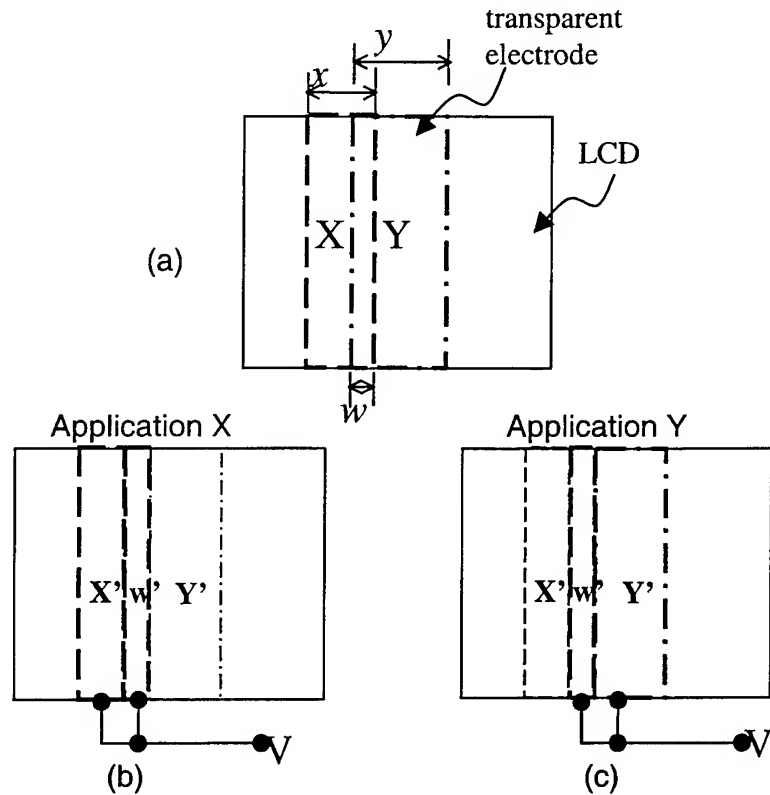 transparent
electrode
y
x
LCD
X Y
(a)
w
Application X
Application Y
X' w' Y'
X' w' Y'
V
V
(b)
(c)